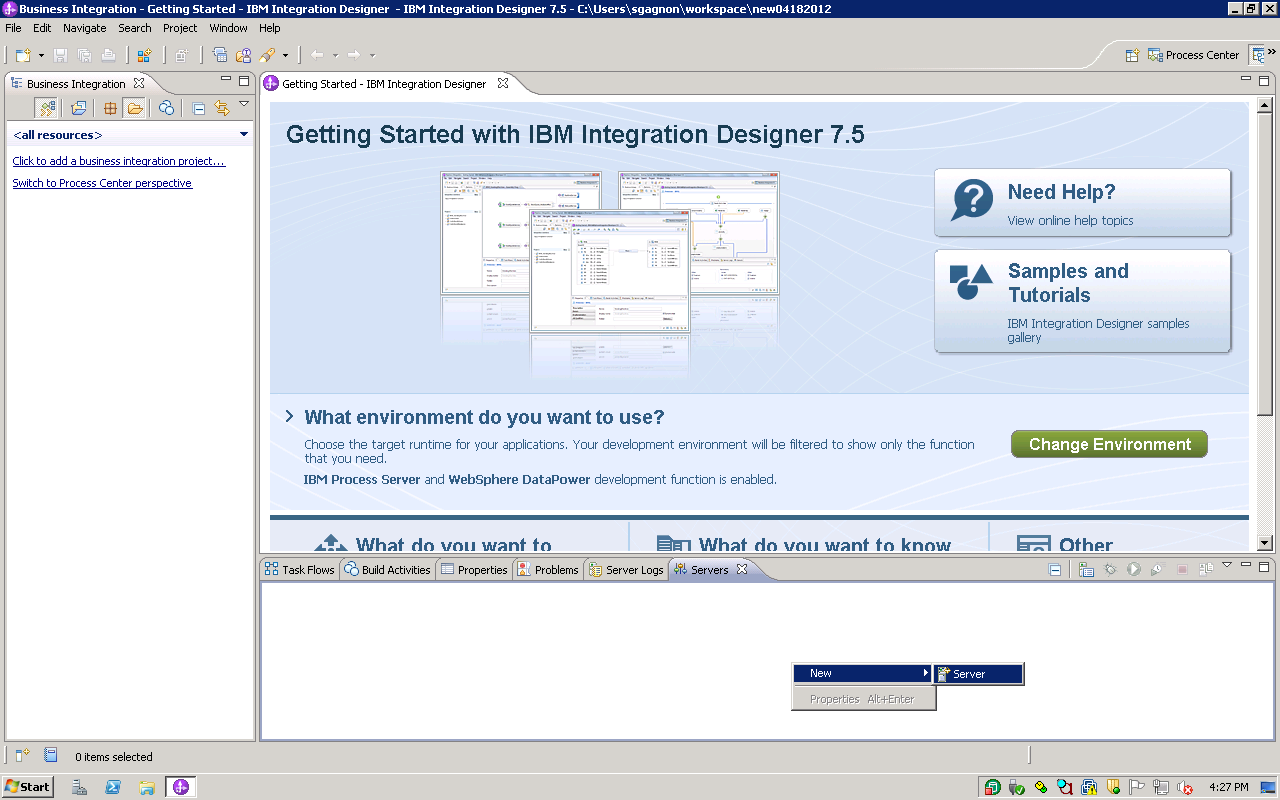 Business Integration - Getting Started - IBM Integration Designer - IBM Integration Designer 7.5 - C:\Users\sgagnon\workspace\new04182012
File Edit Navigate Search Project Window Help
Process Center
Business Integration
Getting Started - IBM Integration Designer
<all resources>
Click to add a business integration project...
Switch to Process Center perspective
Getting Started with IBM Integration Designer 7.5
Need Help?
View online help topics
Samples and
Tutorials
IBM Integration Designer samples
gallery
What environment do you want to use?
Choose the target runtime for your applications. Your development environment will be filtered to show only the function
that you need.
IBM Process Server and WebSphere DataPower development function is enabled.
Change Environment
What do you want to
What do you want to know
Other
Task Flows
Build Activities
Properties
Problems
Server Logs
Servers
New
Server
Properties Alt+Enter
0 items selected
Start
4:27 PM